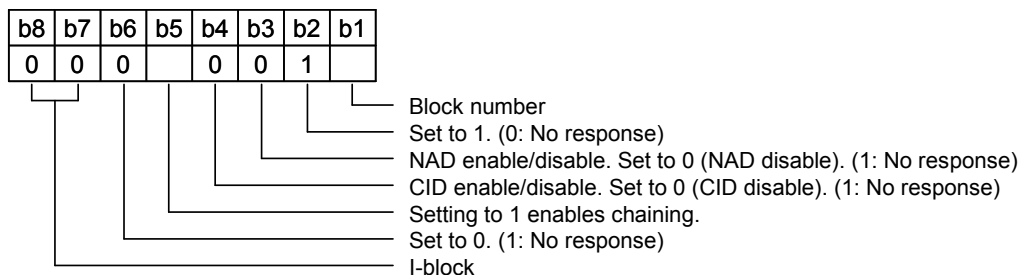 b8 b7 b6 b5 b4 b3 b2 b1
0 0 0 0 0 1
Block number
Set to 1. (0: No response)
NAD enable/disable. Set to 0 (NAD disable). (1: No response)
CID enable/disable. Set to 0 (CID disable). (1: No response)
Setting to 1 enables chaining.
Set to 0. (1: No response)
I-block